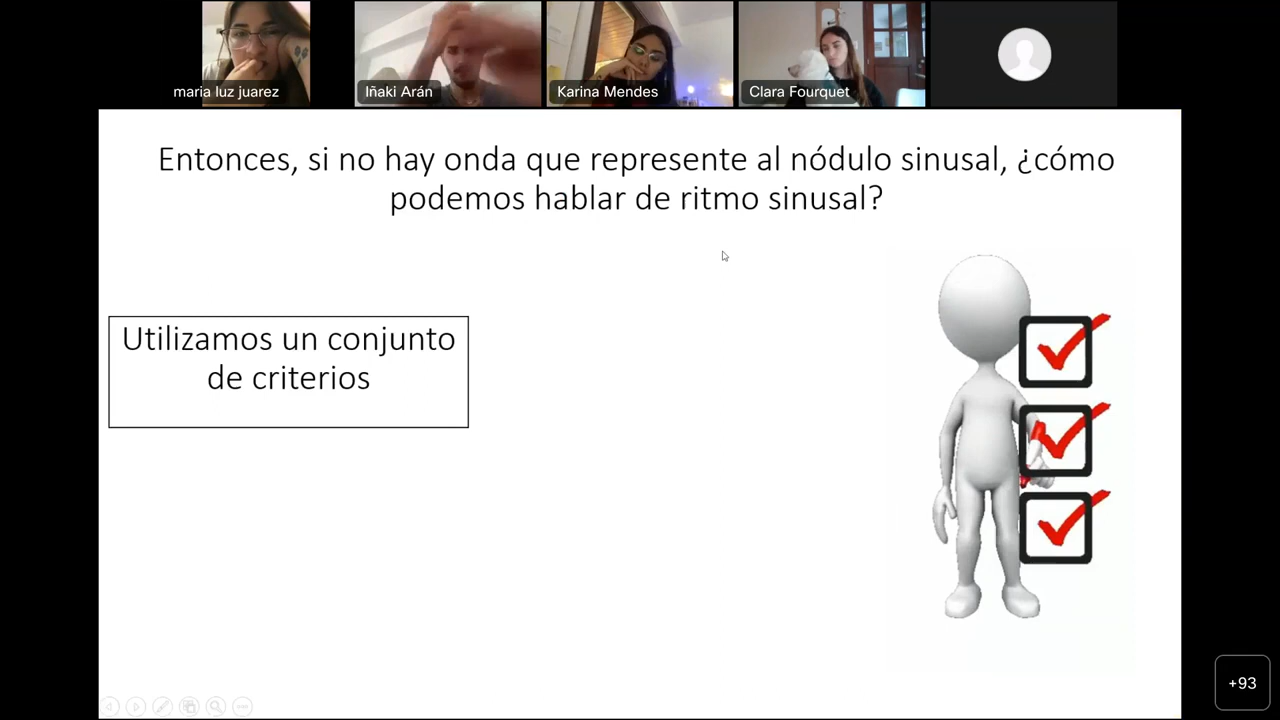 maria luz juarez
Iñaki Arán
Karina Mendes
Clara Fourquet
Entonces, si no hay onda que represente al nódulo sinusal, ¿cómo
podemos hablar de ritmo sinusal?
Utilizamos un conjunto
de criterios
+93